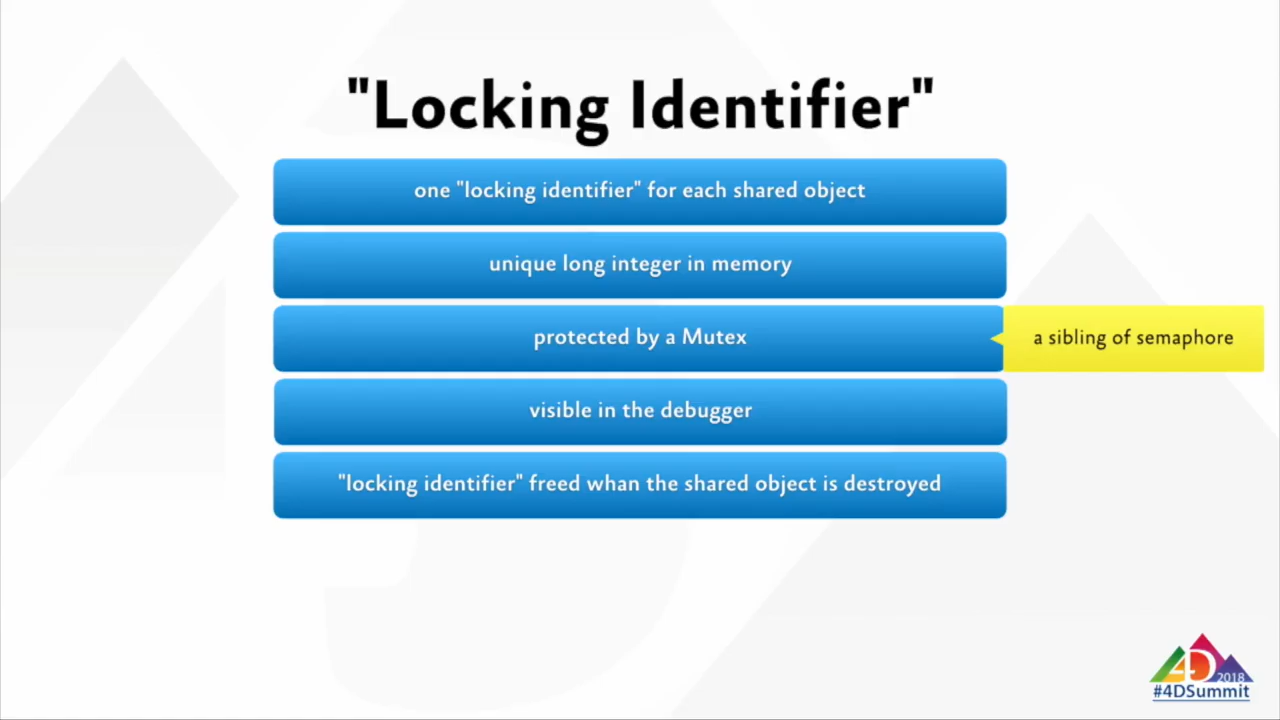 "Locking Identifier"
one "locking identifier" for each shared object
unique long integer in memory
protected by a Mutex
a sibling of semaphore
visible in the debugger
"locking identifier" freed whan the shared object is destroyed
4D
2018
#4DSummit